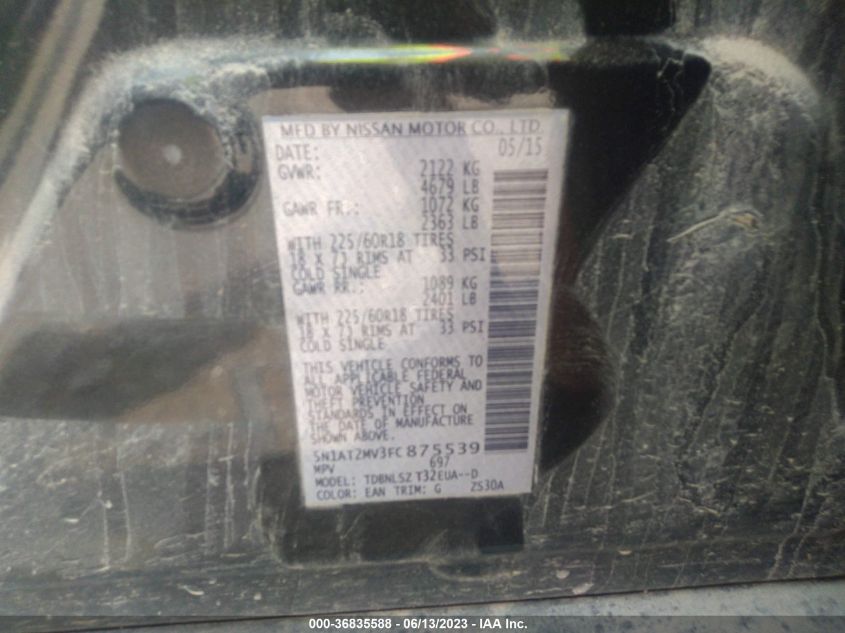 MFD BY NISSAN MOTOR CO., LTD.
DATE: 05/15
GVWR: 2122 KG
4679 LB
GAWR FR.: 1072 KG
2363 LB
WITH 225/60R18 TIRES
18 X 7J RIMS AT 33 PSI
COLD SINGLE
GAWR RR.: 1089 KG
2401 LB
WITH 225/60R18 TIRES
18 X 7J RIMS AT 33 PSI
COLD SINGLE
THIS VEHICLE CONFORMS TO
ALL APPLICABLE FEDERAL
MOTOR VEHICLE SAFETY AND
THEFT PREVENTION
STANDARDS IN EFFECT ON
THE DATE OF MANUFACTURE
SHOWN ABOVE.
5N1AT2MV3FC875539
MPV 697
MODEL: TDBNLSZ T32EUA--D
COLOR: EAN TRIM: G ZS30A
000-36835588 - 06/13/2023 - IAA Inc.